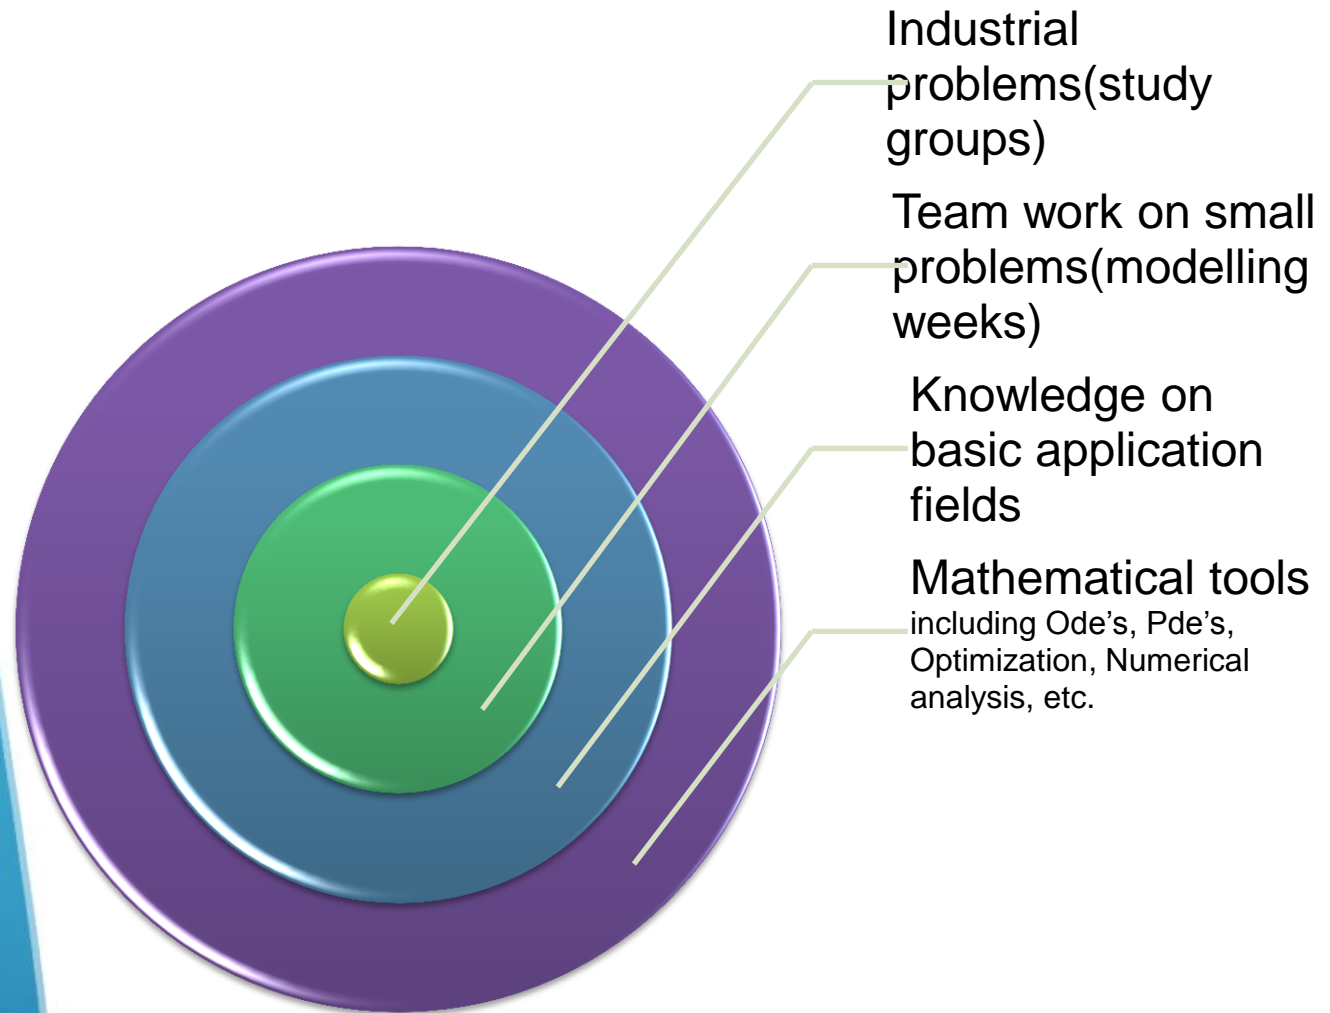 Industrial
problems(study
groups)
Team work on small
problems(modelling
weeks)
Knowledge on
basic application
fields
Mathematical tools
including Ode’s, Pde’s,
Optimization, Numerical
analysis, etc.